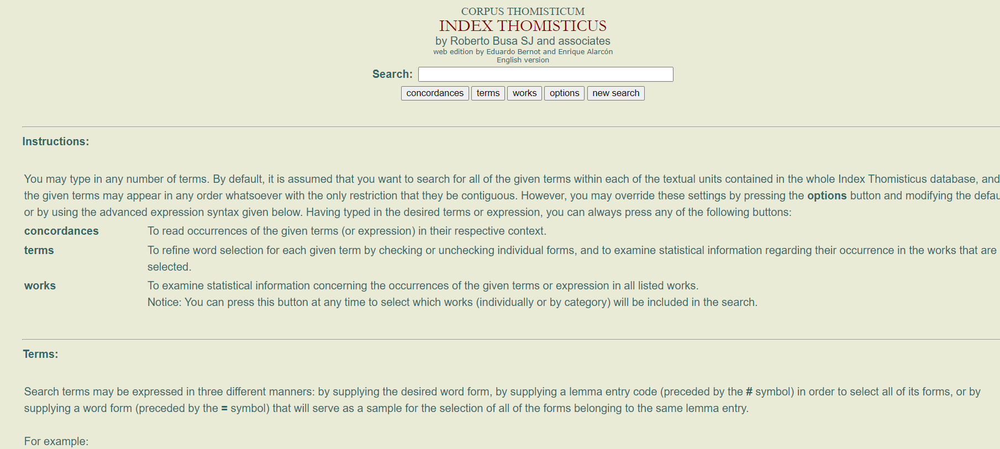 CORPUS THOMISTICUM
INDEX THOMISTICUS
by Roberto Busa SJ and associates
web edition by Eduardo Bernot and Enrique Alarcón
English version
Search:
concordances terms works options new search
Instructions:
You may type in any number of terms. By default, it is assumed that you want to search for all of the given terms within each of the textual units contained in the whole Index Thomisticus database, and
the given terms may appear in any order whatsoever with the only restriction that they be contiguous. However, you may override these settings by pressing the options button and modifying the defau
or by using the advanced expression syntax given below. Having typed in the desired terms or expression, you can always press any of the following buttons:
concordances To read occurrences of the given terms (or expression) in their respective context.
terms To refine word selection for each given term by checking or unchecking individual forms, and to examine statistical information regarding their occurrence in the works that are
selected.
works To examine statistical information concerning the occurrences of the given terms or expression in all listed works.
Notice: You can press this button at any time to select which works (individually or by category) will be included in the search.
Terms:
Search terms may be expressed in three different manners: by supplying the desired word form, by supplying a lemma entry code (preceded by the # symbol) in order to select all of its forms, or by
supplying a word form (preceded by the = symbol) that will serve as a sample for the selection of all of the forms belonging to the same lemma entry.
For example: